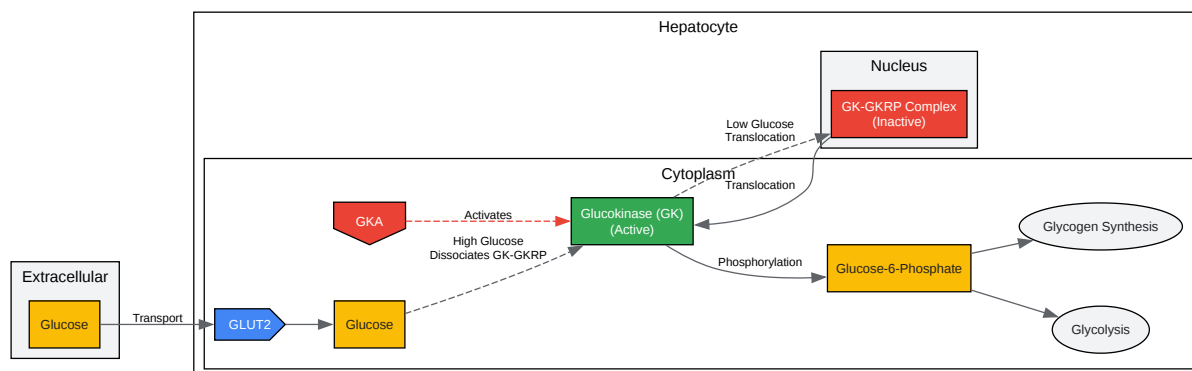 Hepatocyte
Nucleus
GK-GKRP Complex
(Inactive)
Low Glucose
Translocation
Cytoplasm
Translocation
GKA
Activates
Glucokinase (GK)
(Active)
High Glucose
Dissociates GK-GKRP
Phosphorylation
Glucose-6-Phosphate
Glycogen Synthesis
Glycolysis
Extracellular
Glucose
Transport
GLUT2
Glucose